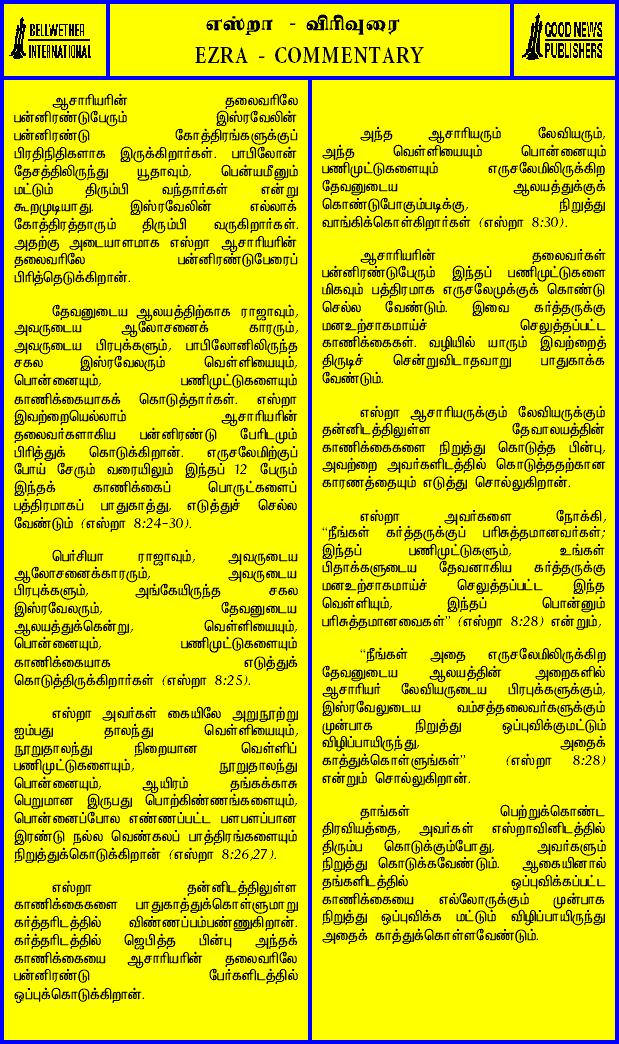 BELLWETHER
INTERNATIONAL
எஸ்றா - விரிவுரை
EZRA - COMMENTARY
GOOD NEWS
PUBLISHERS
ஆசாரியரின் தலைவரிலே
பன்னிரண்டுபேரும் இஸ்ரவேலின்
பன்னிரண்டு கோத்திரங்களுக்குப்
பிரதிநிதிகளாக இருக்கிறார்கள். பாபிலோன்
தேசத்திலிருந்து யூதாவும், பென்யமீனும்
மட்டும் திரும்பி வந்தார்கள் என்று
கூறமுடியாது. இஸ்ரவேலின் எல்லாக்
கோத்திரத்தாரும் திரும்பி வருகிறார்கள்.
அதற்கு அடையாளமாக எஸ்றா ஆசாரியரின்
தலைவரிலே பன்னிரண்டுபேரைப்
பிரித்தெடுக்கிறான்.
தேவனுடைய ஆலயத்திற்காக ராஜாவும்,
அவருடைய ஆலோசனைக் காரரும்,
அவருடைய பிரபுக்களும், பாபிலோனிலிருந்த
சகல இஸ்ரவேலரும் வெள்ளியையும்,
பொன்னையும், பணிமுட்டுகளையும்
காணிக்கையாகக் கொடுத்தார்கள். எஸ்றா
இவற்றையெல்லாம் ஆசாரியரின்
தலைவர்களாகிய பன்னிரண்டு பேரிடமும்
பிரித்துக் கொடுக்கிறான். எருசலேமிற்குப்
போய் சேரும் வரையிலும் இந்தப் 12 பேரும்
இந்தக் காணிக்கைப் பொருட்களைப்
பத்திரமாகப் பாதுகாத்து, எடுத்துச் செல்ல
வேண்டும் (எஸ்றா 8:24-30).
பெர்சியா ராஜாவும், அவருடைய
ஆலோசனைக்காரரும், அவருடைய
பிரபுக்களும், அங்கேயிருந்த சகல
இஸ்ரவேலரும், தேவனுடைய
ஆலயத்துக்கென்று, வெள்ளியையும்,
பொன்னையும், பணிமுட்டுகளையும்
காணிக்கையாக எடுத்துக்
கொடுத்திருக்கிறார்கள் (எஸ்றா 8:25).
எஸ்றா அவர்கள் கையிலே அறுநூற்று
ஐம்பது தாலந்து வெள்ளியையும்,
நூறுதாலந்து நிறையான வெள்ளிப்
பணிமுட்டுகளையும், நூறுதாலந்து
பொன்னையும், ஆயிரம் தங்கக்காசு
பெறுமான இருபது பொற்கிண்ணங்களையும்,
பொன்னைப்போல எண்ணப்பட்ட பளபளப்பான
இரண்டு நல்ல வெண்கலப் பாத்திரங்களையும்
நிறுத்துக்கொடுக்கிறான் (எஸ்றா 8:26,27).
எஸ்றா தன்னிடத்திலுள்ள
காணிக்கைகளை பாதுகாத்துக்கொள்ளுமாறு
கர்த்தரிடத்தில் விண்ணப்பம்பண்ணுகிறான்.
கர்த்தரிடத்தில் ஜெபித்த பின்பு அந்தக்
காணிக்கையை ஆசாரியரின் தலைவரிலே
பன்னிரண்டு பேர்களிடத்தில்
ஒப்புக்கொடுக்கிறான்.
அந்த ஆசாரியரும் லேவியரும்,
அந்த வெள்ளியையும் பொன்னையும்
பணிமுட்டுகளையும் எருசலேமிலிருக்கிற
தேவனுடைய ஆலயத்துக்குக்
கொண்டுபோகும்படிக்கு, நிறுத்து
வாங்கிக்கொள்கிறார்கள் (எஸ்றா 8:30).
ஆசாரியரின் தலைவர்கள்
பன்னிரண்டுபேரும் இந்தப் பணிமுட்டுகளை
மிகவும் பத்திரமாக எருசலேமுக்குக் கொண்டு
செல்ல வேண்டும். இவை கர்த்தருக்கு
மனஉற்சாகமாய்ச் செலுத்தப்பட்ட
காணிக்கைகள். வழியில் யாரும் இவற்றைத்
திருடிச் சென்றுவிடாதவாறு பாதுகாக்க
வேண்டும்.
எஸ்றா ஆசாரியருக்கும் லேவியருக்கும்
தன்னிடத்திலுள்ள தேவாலயத்தின்
காணிக்கைகளை நிறுத்து கொடுத்த பின்பு,
அவற்றை அவர்களிடத்தில் கொடுத்ததற்கான
காரணத்தையும் எடுத்து சொல்லுகிறான்.
எஸ்றா அவர்களை நோக்கி,
“நீங்கள் கர்த்தருக்குப் பரிசுத்தமானவர்கள்;
இந்தப் பணிமுட்டுகளும், உங்கள்
பிதாக்களுடைய தேவனாகிய கர்த்தருக்கு
மனஉற்சாகமாய்ச் செலுத்தப்பட்ட இந்த
வெள்ளியும், இந்தப் பொன்னும்
பரிசுத்தமானவைகள்” (எஸ்றா 8:28) என்றும்,
“நீங்கள் அதை எருசலேமிலிருக்கிற
தேவனுடைய ஆலயத்தின் அறைகளில்
ஆசாரியர் லேவியருடைய பிரபுக்களுக்கும்,
இஸ்ரவேலுடைய வம்சத்தலைவர்களுக்கும்
முன்பாக நிறுத்து ஒப்புவிக்குமட்டும்
விழிப்பாயிருந்து, அதைக்
காத்துக்கொள்ளுங்கள்” (எஸ்றா 8:28)
என்றும் சொல்லுகிறான்.
தாங்கள் பெற்றுக்கொண்ட
திரவியத்தை, அவர்கள் எஸ்றாவினிடத்தில்
திரும்ப கொடுக்கும்போது, அவர்களும்
நிறுத்து கொடுக்கவேண்டும். ஆகையினால்
தங்களிடத்தில் ஒப்புவிக்கப்பட்ட
காணிக்கையை எல்லோருக்கும் முன்பாக
நிறுத்து ஒப்புவிக்க மட்டும் விழிப்பாயிருந்து
அதைக் காத்துக்கொள்ளவேண்டும்.